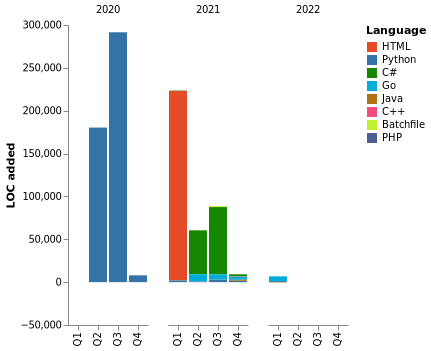 2020 2021 2022
300,000
250,000
200,000
150,000
100,000
50,000
0
−50,000
LOC added
Q1 Q2 Q3 Q4 Q1 Q2 Q3 Q4 Q1 Q2 Q3 Q4
Language
HTML
Python
C#
Go
Java
C++
Batchfile
PHP